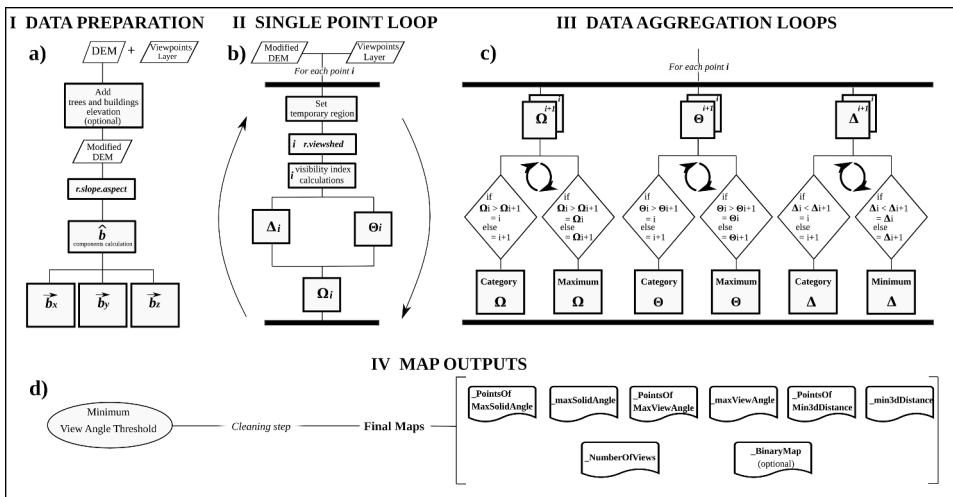 I DATA PREPARATION
II SINGLE POINT LOOP
III DATA AGGREGATION LOOPS
a)
DEM
+
Viewpoints
Layer
Add
trees and buildings
elevation
(optional)
Modified
DEM
r.slope.aspect
b̂
components calculation
b⃗x
b⃗y
b⃗z
b)
Modified
DEM
Viewpoints
Layer
For each point i
Set
temporary region
i r.viewshed
i visibility index
calculations
Δi
Θi
Ωi
c)
For each point i
i
i+1
Ω
i
i+1
Θ
i
i+1
Δ
if
Ωi > Ωi+1
= i
else
= i+1
if
Ωi > Ωi+1
= Ωi
else
= Ωi+1
if
Θi > Θi+1
= i
else
= i+1
if
Θi > Θi+1
= Θi
else
= Θi+1
if
Δi < Δi+1
= i
else
= i+1
if
Δi < Δi+1
= Δi
else
= Δi+1
Category
Ω
Maximum
Ω
Category
Θ
Maximum
Θ
Category
Δ
Minimum
Δ
IV MAP OUTPUTS
d)
Minimum
View Angle Threshold
Cleaning step
Final Maps
_PointsOf
MaxSolidAngle
_maxSolidAngle
_PointsOf
MaxViewAngle
_maxViewAngle
_PointsOf
Min3dDistance
_min3dDistance
_NumberOfViews
_BinaryMap
(optional)